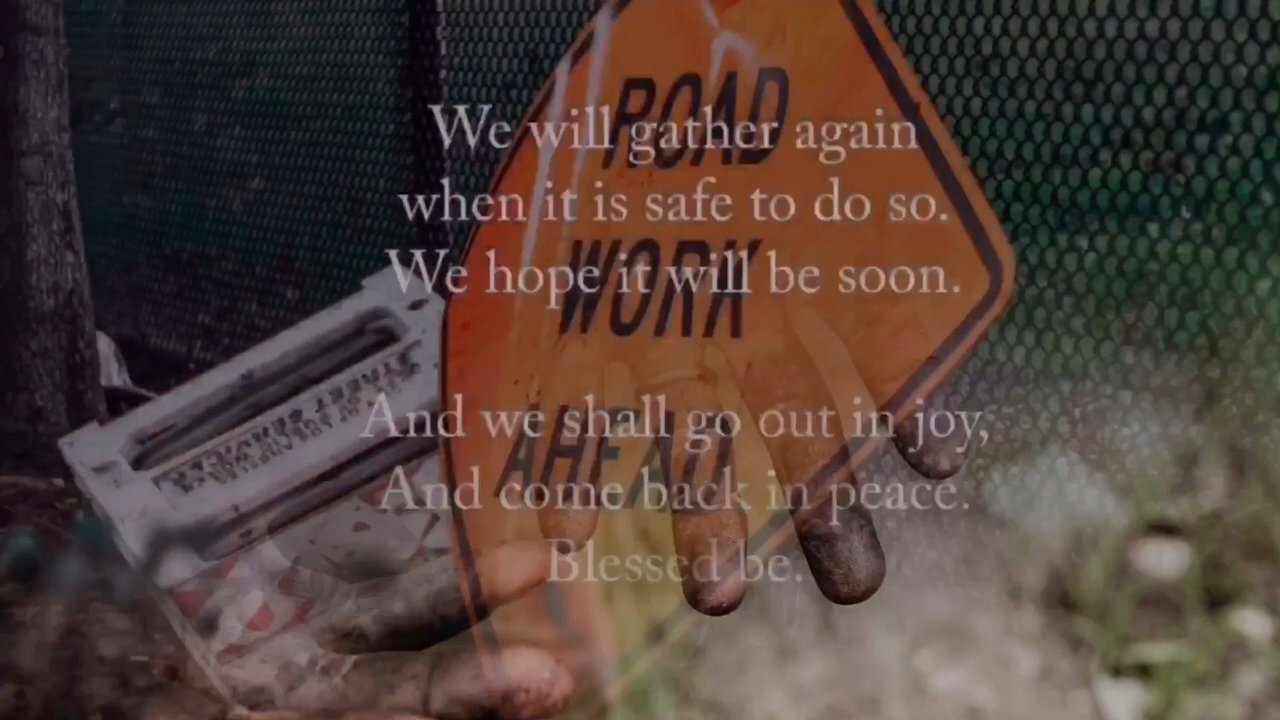 We will gather again
when it is safe to do so.
We hope it will be soon.
And we shall go out in joy,
And come back in peace.
Blessed be.
ROAD
WORK
AHEAD